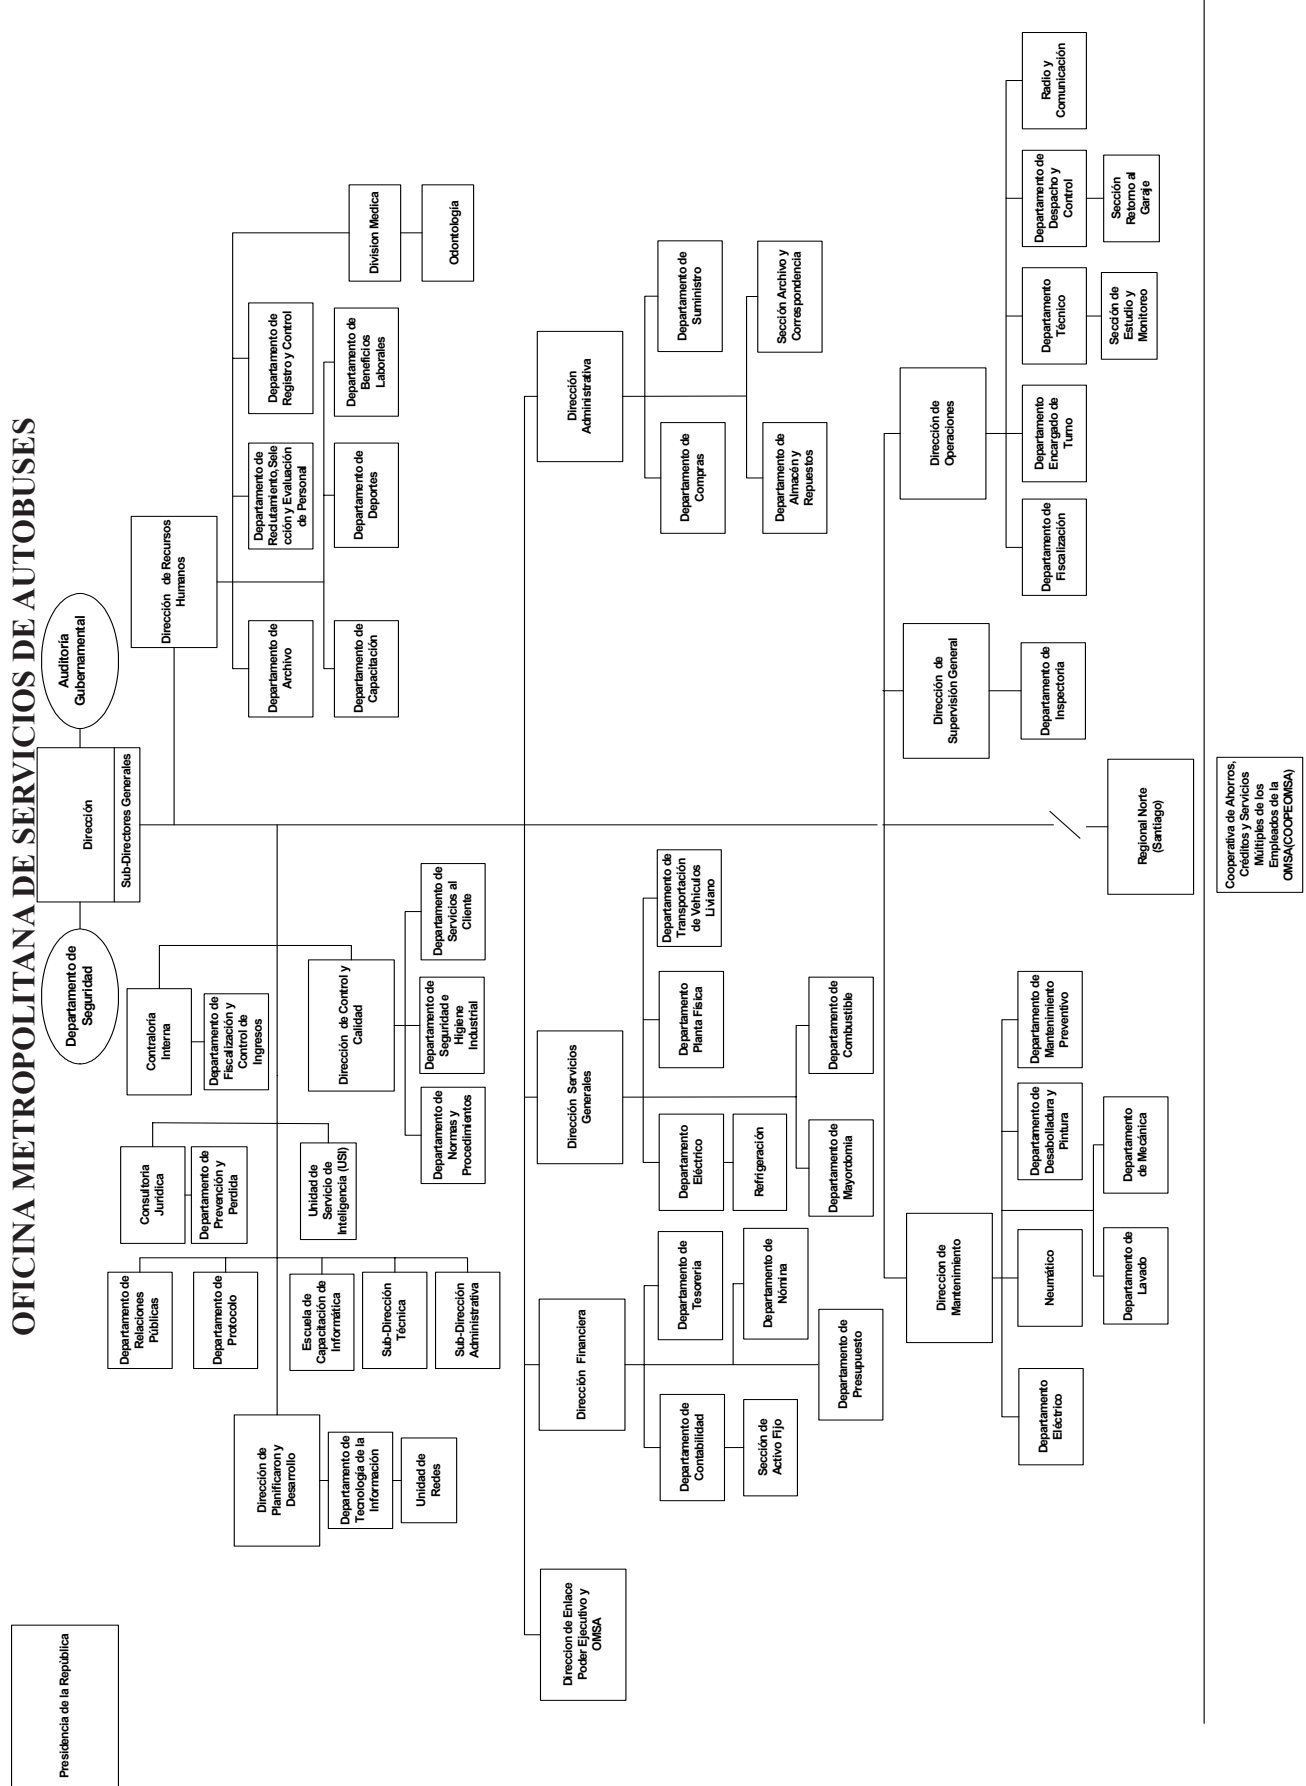 OFICINA METROPOLITANA DE SERVICIOS DE AUTOBUSES
Presidencia de la República
Departamento de
Seguridad
Dirección
Sub-Directores Generales
Auditoría
Gubernamental
Dirección de Recursos
Humanos
Departamento de
Archivo
Departamento de
Reclutamiento,Sele
cción y Evaluación
de Personal
Departamento de
Registro y Control
Division Medica
Odontología
Departamento de
Capacitación
Departamento de
Deportes
Departamento de
Beneficios
Laborales
Departamento de
Relaciones
Públicas
Departamento de
Protocolo
Escuela de
Capacitación de
Informática
Sub-Dirección
Técnica
Sub-Dirección
Administrativa
Consultoría
Jurídica
Departamento de
Prevención y
Perdida
Unidad de
Servicio de
Inteligencia (USI)
Contraloría
Interna
Departamento de
Fiscalización y
Control de
Ingresos
Dirección de Control y
Calidad
Departamento de
Normas y
Procedimientos
Departamento de
Seguridad e
Higiene
Industrial
Departamento de
Servicios al
Cliente
Dirección de
Planificaron y
Desarrollo
Departamento de
Tecnología de la
Información
Unidad de
Redes
Direccion de Enlace
Poder Ejecutivo y
OMSA
Dirección Financiera
Departamento de
Contabilidad
Sección de
Activo Fijo
Departamento de
Tesorería
Departamento de
Nómina
Departamento de
Presupuesto
Dirección Servicios
Generales
Departamento
Eléctrico
Refrigeración
Departamento
Planta Física
Departamento de
Transportación
de Vehículos
Liviano
Departamento de
Mayordomia
Departamento de
Combustible
Dirección
Administrativa
Departamento de
Compras
Departamento de
Suministro
Departamento de
Almacén y
Repuestos
Sección Archivo y
Correspondencia
Direccion de
Mantenimiento
Departamento
Eléctrico
Neumático
Departamento de
Desabolladura y
Pintura
Departamento de
Mantenimiento
Preventivo
Departamento de
Lavado
Departamento
de Mecánica
Dirección de
Supervisión General
Departamento de
Inspectoría
Dirección de
Operaciones
Departamento de
Fiscalización
Departamento
Encargado de
Turno
Departamento
Técnico
Sección de
Estudio y
Monitoreo
Departamento de
Despacho y
Control
Sección
Retorno al
Garaje
Radio y
Comunicación
Regional Norte
(Santiago)
Cooperativa de Ahorros,
Créditos y Servicios
Múltiples de los
Empleados de la
OMSA(COOPEOMSA)